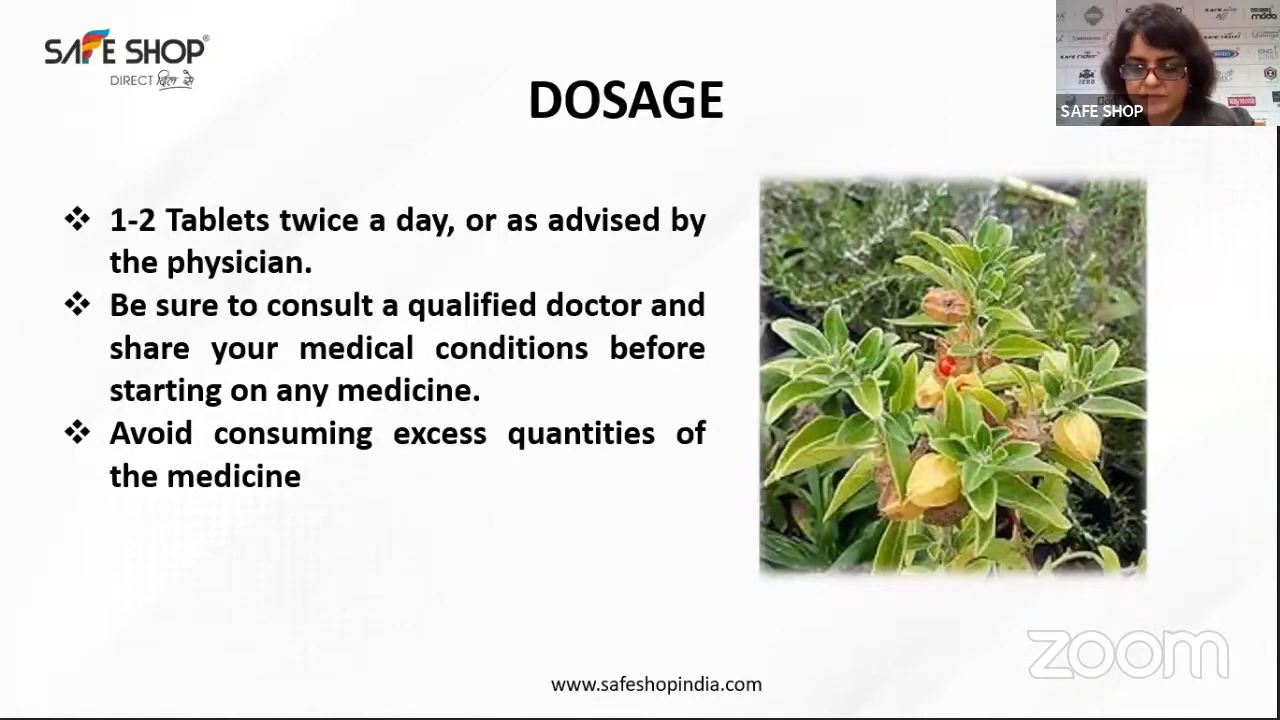 SAFE SHOP®
DIRECT दिल से
DOSAGE
SAFE SHOP
❖ 1-2 Tablets twice a day, or as advised by
the physician.
❖ Be sure to consult a qualified doctor and
share your medical conditions before
starting on any medicine.
❖ Avoid consuming excess quantities of
the medicine
zoom
www.safeshopindia.com